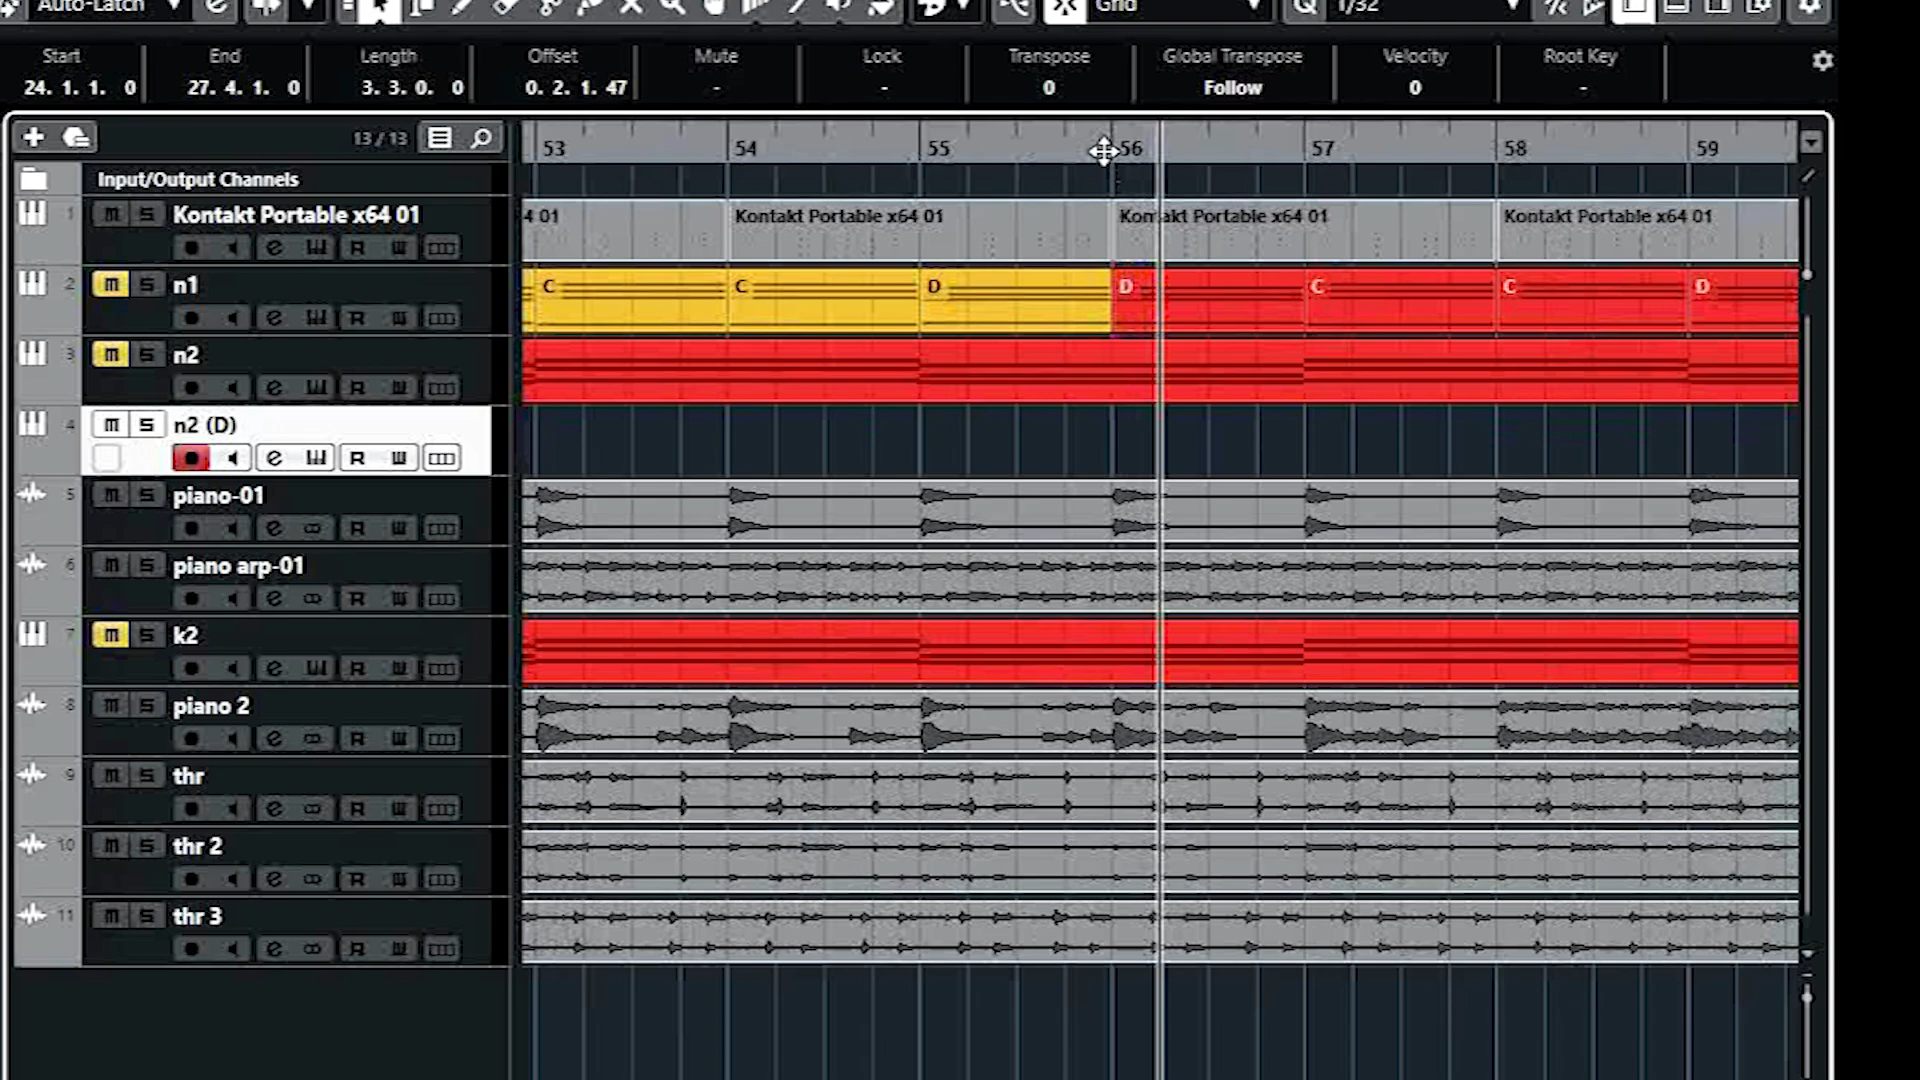 Auto-Latch Grid 1/32
Start End Length Offset Mute Lock Transpose Global Transpose Velocity Root Key
24. 1. 1. 0 27. 4. 1. 0 3. 3. 0. 0 0. 2. 1. 47 - - 0 Follow 0 -
13 / 13 53 54 55 56 57 58 59
Input/Output Channels
1 m S Kontakt Portable x64 01 4 01 Kontakt Portable x64 01 Kontakt Portable x64 01 Kontakt Portable x64 01
e R W
2 m S n1 C C D D C C D
e R W
3 m S n2
e R W
4 m S n2 (D)
e R W
5 m S piano-01
e R W
6 m S piano arp-01
e R W
7 m S k2
e R W
8 m S piano 2
e R W
9 m S thr
e R W
10 m S thr 2
e R W
11 m S thr 3
e R W